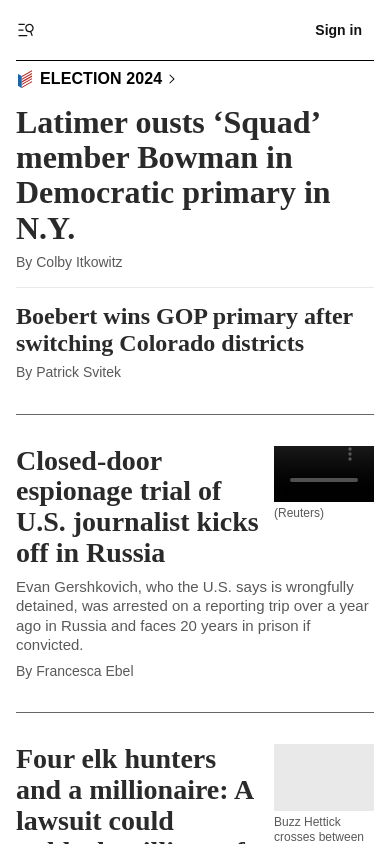 Sign in
ELECTION 2024
Latimer ousts ‘Squad’
member Bowman in
Democratic primary in
N.Y.
By Colby Itkowitz
Boebert wins GOP primary after
switching Colorado districts
By Patrick Svitek
Closed-door
espionage trial of
U.S. journalist kicks
off in Russia
(Reuters)
Evan Gershkovich, who the U.S. says is wrongfully
detained, was arrested on a reporting trip over a year
ago in Russia and faces 20 years in prison if
convicted.
By Francesca Ebel
Four elk hunters
and a millionaire: A
lawsuit could
Buzz Hettick
crosses between